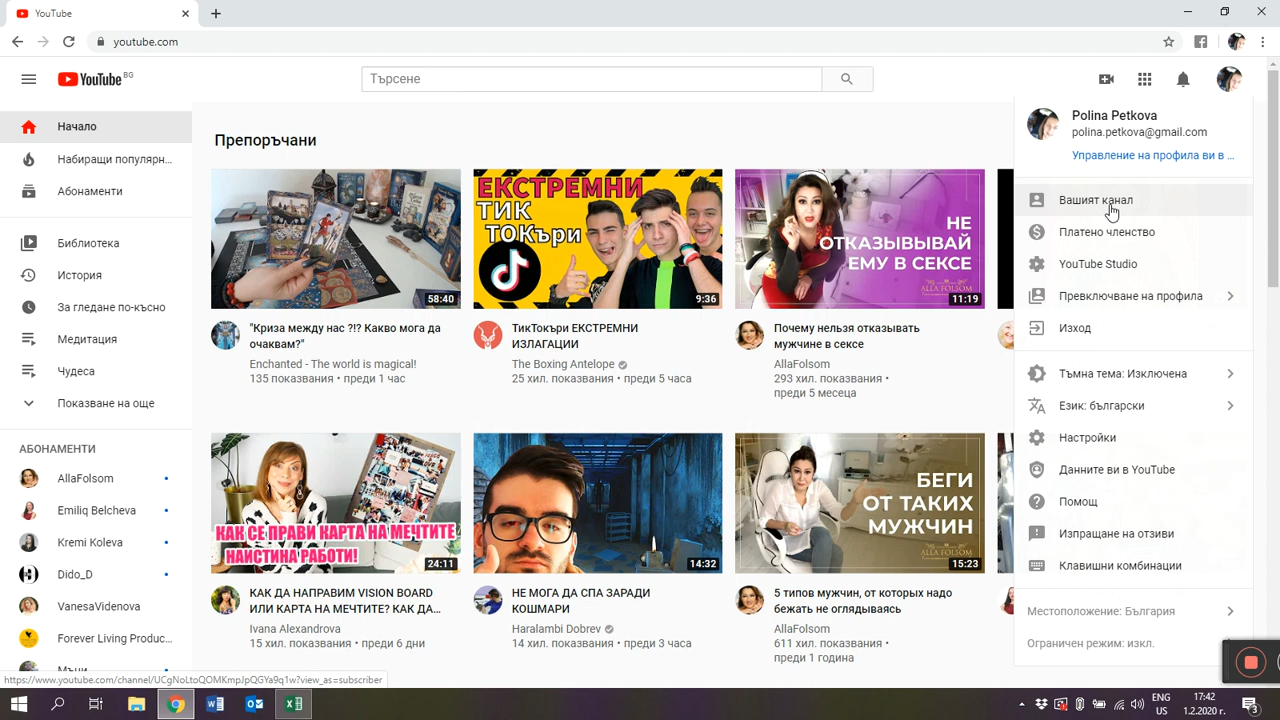 YouTube
youtube.com
YouTube BG
Търсене
Начало
Набиращи популярн...
Абонаменти
Библиотека
История
За гледане по-късно
Медитация
Чудеса
Показване на още
АБОНАМЕНТИ
AllaFolsom
Emiliq Belcheva
Kremi Koleva
Dido_D
VanesaVidenova
Forever Living Produc...
Мъни
Препоръчани
58:40
"Криза между нас ?!? Какво мога да
очаквам?"
Enchanted - The world is magical!
135 показвания • преди 1 час
ЕКСТРЕМНИ
ТИК
ТОКъри
9:36
ТикТокъри ЕКСТРЕМНИ
ИЗЛАГАЦИИ
The Boxing Antelope
25 хил. показвания • преди 5 часа
НЕ
ОТКАЗЫВЫВАЙ
ЕМУ В СЕКСЕ
ALLA FOLSOM
11:19
Почему нельзя отказывать
мужчине в сексе
AllaFolsom
293 хил. показвания •
преди 5 месеца
КАК СЕ ПРАВИ КАРТА НА МЕЧТИТЕ
НАИСТИНА РАБОТИ!
24:11
КАК ДА НАПРАВИМ VISION BOARD
ИЛИ КАРТА НА МЕЧТИТЕ? КАК ДА...
Ivana Alexandrova
15 хил. показвания • преди 6 дни
14:32
НЕ МОГА ДА СПА ЗАРАДИ
КОШМАРИ
Haralambi Dobrev
14 хил. показвания • преди 3 часа
БЕГИ
ОТ ТАКИХ
МУЖЧИН
ALLA FOLSOM
15:23
5 типов мужчин, от которых надо
бежать не оглядываясь
AllaFolsom
611 хил. показвания •
преди 1 година
Polina Petkova
polina.petkova@gmail.com
Управление на профила ви в ...
Вашият канал
Платено членство
YouTube Studio
Превключване на профила
Изход
Тъмна тема: Изключена
Език: български
Настройки
Данните ви в YouTube
Помощ
Изпращане на отзиви
Клавишни комбинации
Местоположение: България
Ограничен режим: изкл.
https://www.youtube.com/channel/UCgNoLtoQOMKmpJpQGYa9q1w?view_as=subscriber
ENG
US
17:42
1.2.2020 г.
3